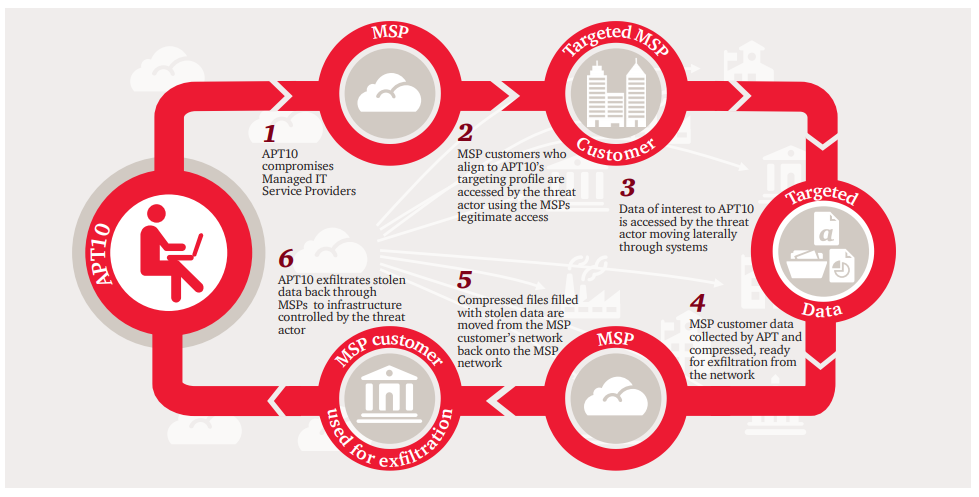 MSP
Targeted MSP
Customer
1
APT10
compromises
Managed IT
Service Providers
2
MSP customers who
align to APT10’s
targeting profile are
accessed by the threat
actor using the MSPs
legitimate access
3
Data of interest to APT10
is accessed by the threat
actor moving laterally
through systems
Targeted
a
Data
APT10
6
APT10 exfiltrates stolen
data back through
MSPs to infrastructure
controlled by the threat
actor
5
Compressed files filled
with stolen data are
moved from the MSP
customer’s network
back onto the MSP
network
4
MSP customer data
collected by APT and
compressed, ready
for exfiltration from
the network
MSP customer
used for exfiltration
MSP